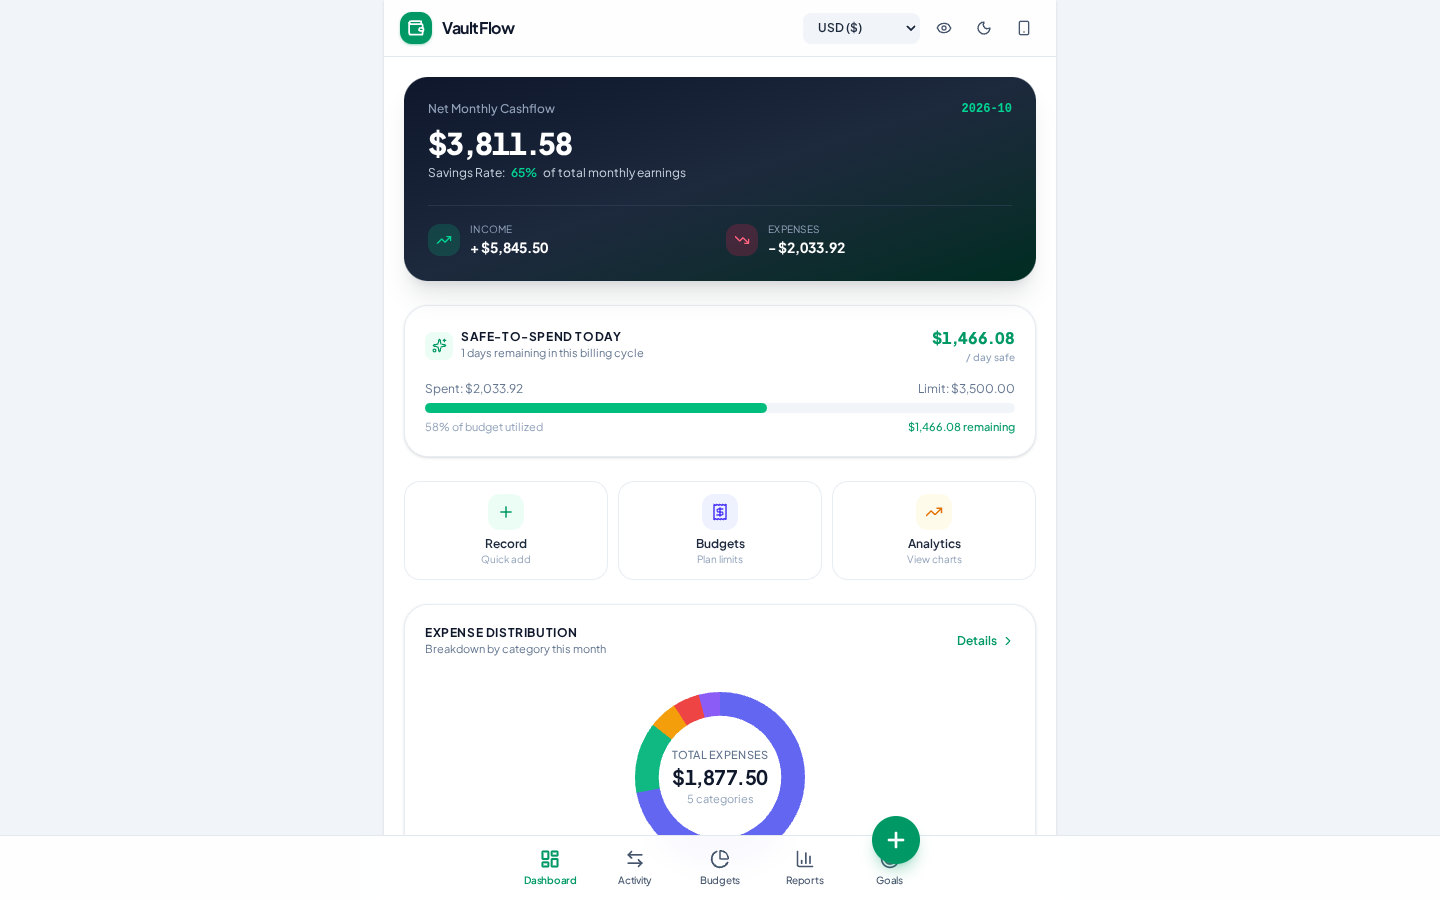 VaultFlow
USD ($)
Net Monthly Cashflow
2026-10
$3,811.58
Savings Rate: 65% of total monthly earnings
INCOME
+$5,845.50
EXPENSES
-$2,033.92
SAFE-TO-SPEND TODAY
1 days remaining in this billing cycle
$1,466.08
/ day safe
Spent: $2,033.92
Limit: $3,500.00
58% of budget utilized
$1,466.08 remaining
Record
Quick add
Budgets
Plan limits
Analytics
View charts
EXPENSE DISTRIBUTION
Breakdown by category this month
Details
TOTAL EXPENSES
$1,877.50
5 categories
Dashboard
Activity
Budgets
Reports
Goals